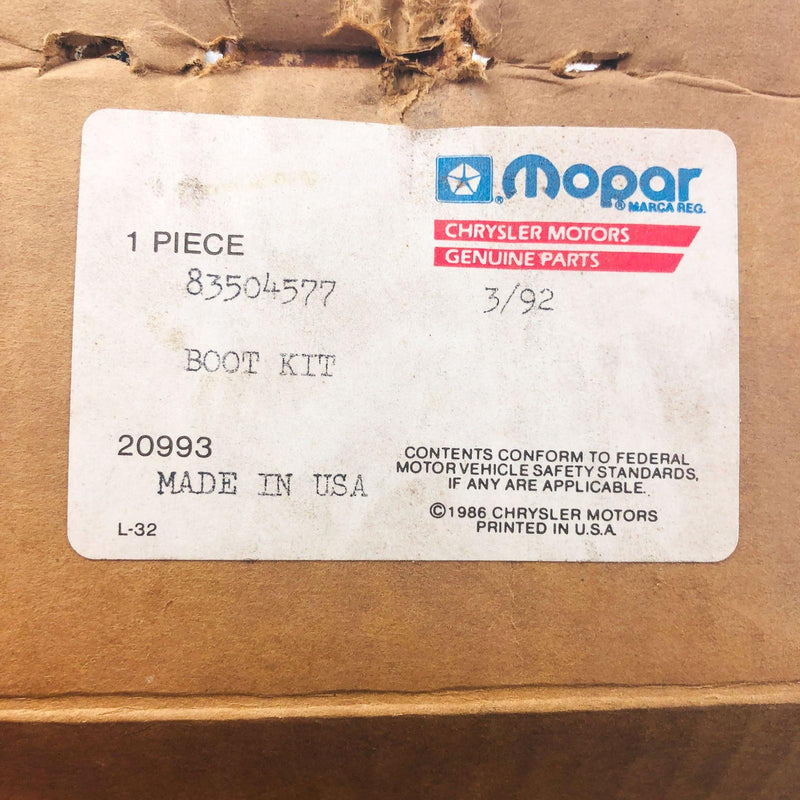 ® mopar
® MARCA REG.
CHRYSLER MOTORS
GENUINE PARTS
1 PIECE
83504577
3/92
BOOT KIT
20993
MADE IN USA
L-32
CONTENTS CONFORM TO FEDERAL
MOTOR VEHICLE SAFETY STANDARDS,
IF ANY ARE APPLICABLE.
©1986 CHRYSLER MOTORS
PRINTED IN U.S.A.